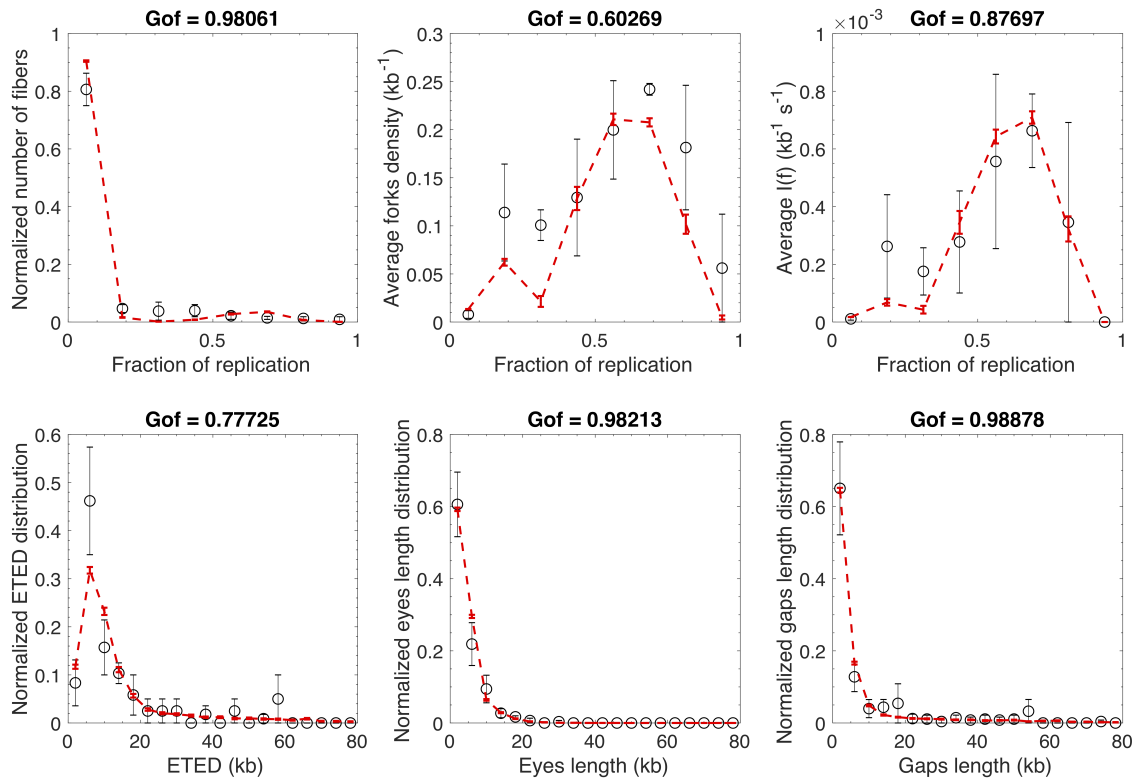 Gof = 0.98061
Normalized number of fibers
1
0.8
0.6
0.4
0.2
0
0 0.5 1
Fraction of replication
Gof = 0.60269
Average forks density (kb⁻¹)
0.3
0.25
0.2
0.15
0.1
0.05
0
0 0.5 1
Fraction of replication
Gof = 0.87697
×10⁻³
Average I(f) (kb⁻¹ s⁻¹)
1
0.8
0.6
0.4
0.2
0
0 0.5 1
Fraction of replication
Gof = 0.77725
Normalized ETED distribution
0.6
0.5
0.4
0.3
0.2
0.1
0
0 20 40 60 80
ETED (kb)
Gof = 0.98213
Normalized eyes length distribution
0.8
0.6
0.4
0.2
0
0 20 40 60 80
Eyes length (kb)
Gof = 0.98878
Normalized gaps length distribution
0.8
0.6
0.4
0.2
0
0 20 40 60 80
Gaps length (kb)